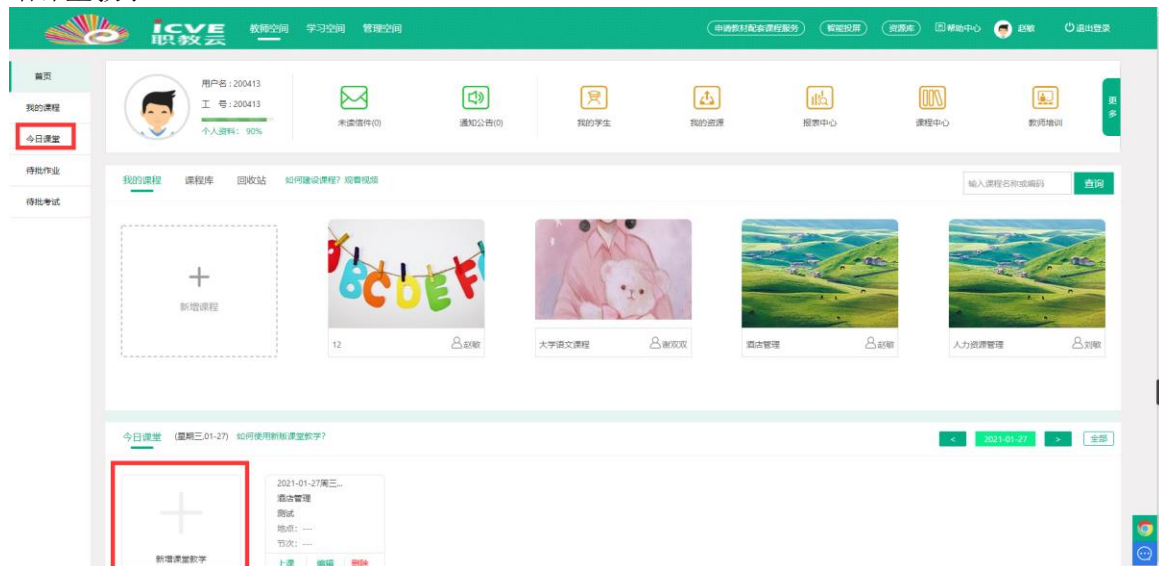 icve 职教云 教师空间 学习空间 管理空间 申请教材配套课程服务 智能投屏 资源库 帮助中心 赵敏 退出登录
首页
我的课程
今日课堂
待批作业
待批考试
用户名:200413
工 号:200413
个人资料: 90%
未读信件(0)
通知公告(0)
我的学生
我的资源
报表中心
课程中心
教师培训
更多
我的课程 课程库 回收站 如何建设课程? 观看视频 输入课程名称或编码 查询
新增课程
BCDEF
12 赵敏
大学语文课程 谢双双
酒店管理 赵敏
人力资源管理 刘敏
今日课堂 (星期三,01-27) 如何使用新版课堂教学? < 2021-01-27 > 全部
新增课堂教学
2021-01-27周三...
酒店管理
测试
地点: ---
节次: ---
上课 编辑 删除